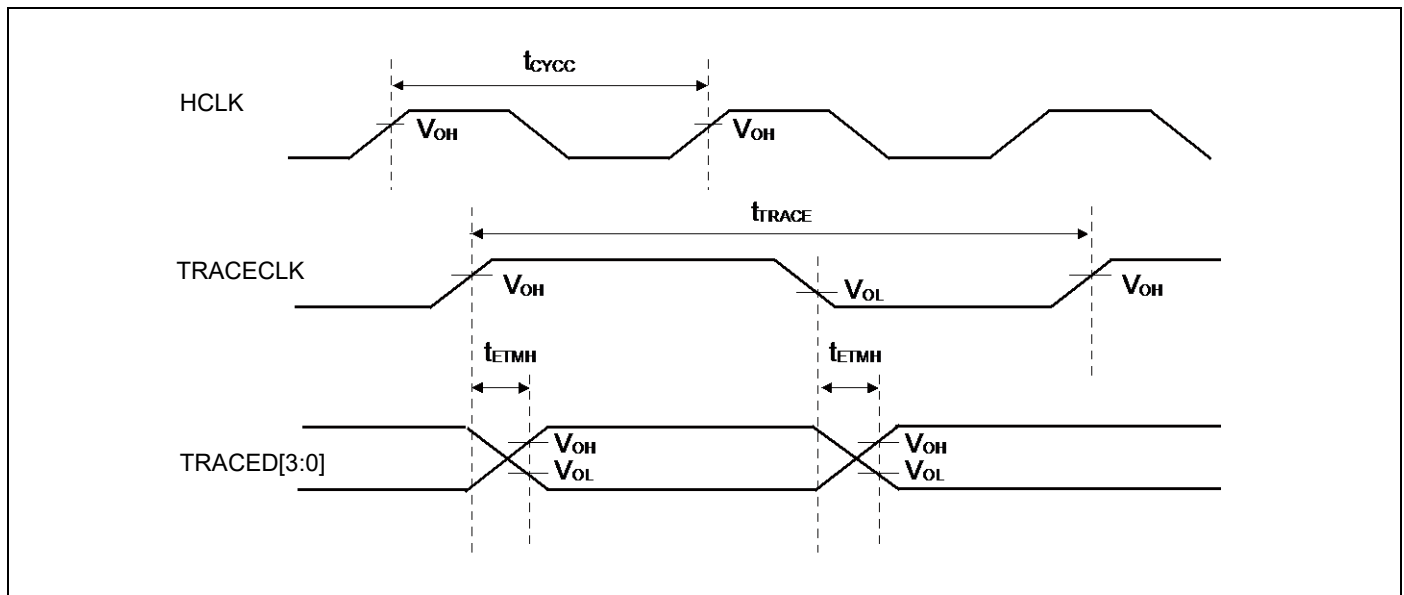 tCYCC
HCLK
VOH VOH
tTRACE
TRACECLK
VOH VOL VOH
tETMH tETMH
TRACED[3:0]
VOH VOH
VOL VOL